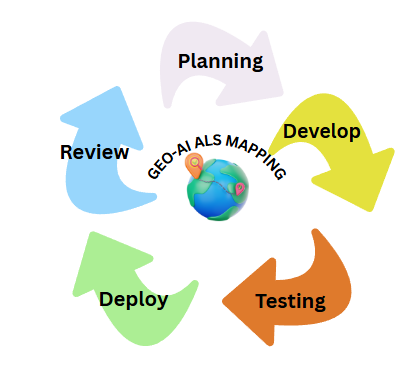 Planning
Develop
Testing
Deploy
Review
GEO-AI ALS MAPPING